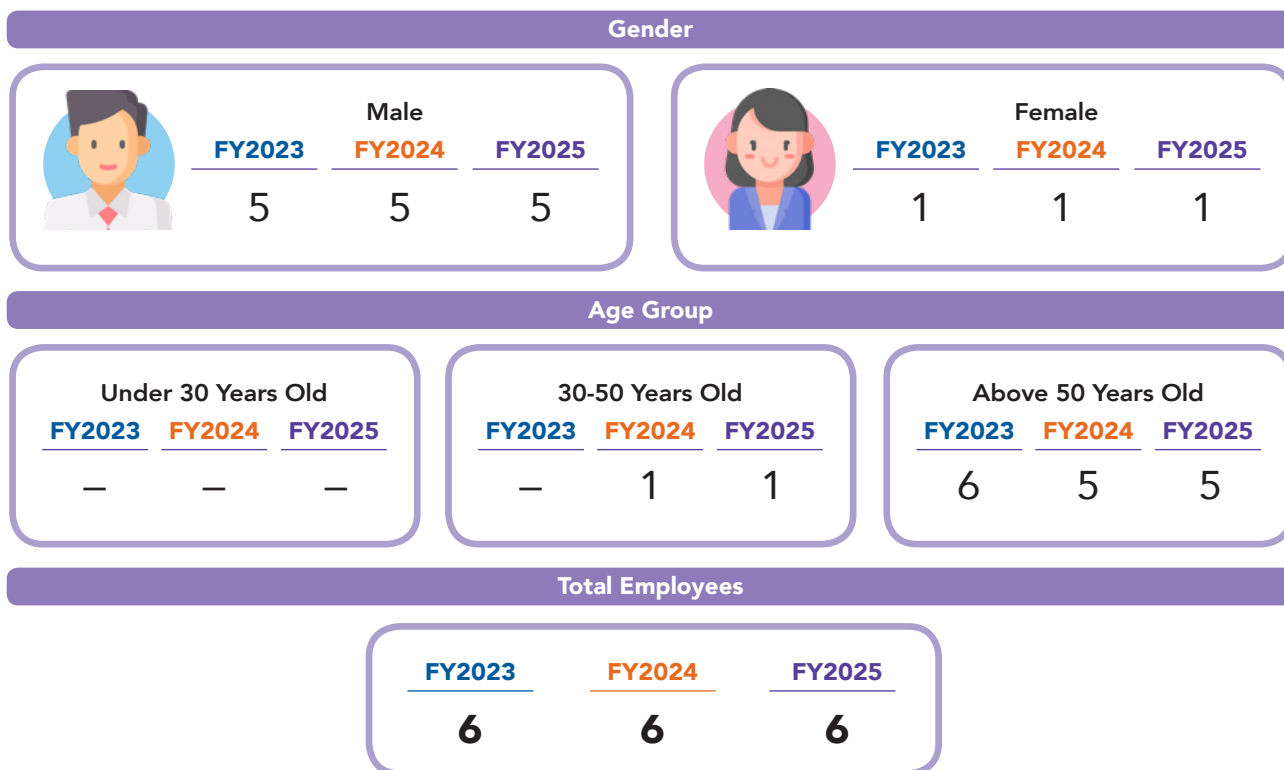 Gender
Male
FY2023 FY2024 FY2025
5 5 5
Female
FY2023 FY2024 FY2025
1 1 1
Age Group
Under 30 Years Old
FY2023 FY2024 FY2025
– – –
30-50 Years Old
FY2023 FY2024 FY2025
– 1 1
Above 50 Years Old
FY2023 FY2024 FY2025
6 5 5
Total Employees
FY2023 FY2024 FY2025
6 6 6